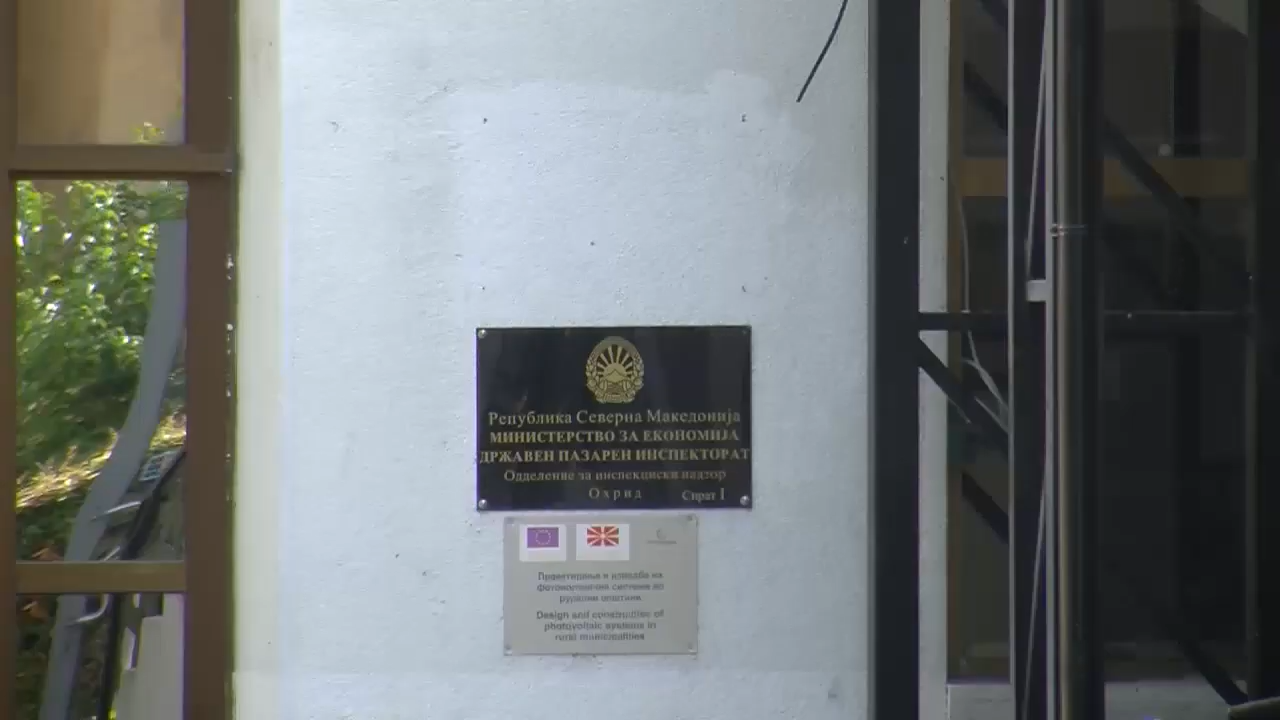 Република Северна Македонија
МИНИСТЕРСТВО ЗА ЕКОНОМИЈА
ДРЖАВЕН ПАЗАРЕН ИНСПЕКТОРАТ
Одделение за инспекциски надзор
Охрид Спрат I
Проектирање и изведба на
фотоволтаични системи во
рурални општини
Design and construction of
photovoltaic systems in
rural municipalities